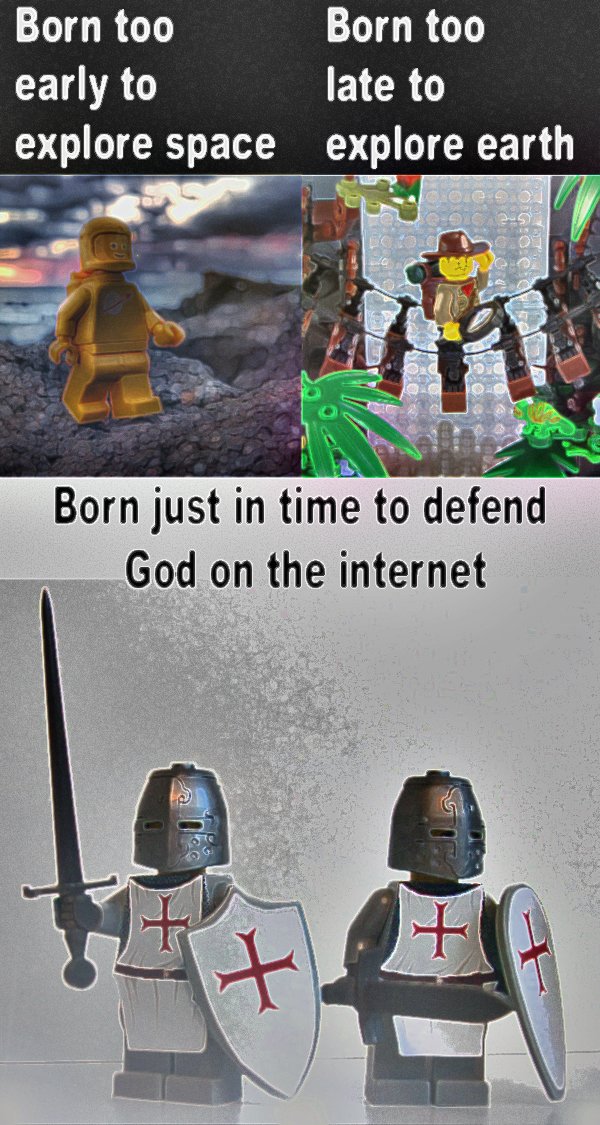 Born too
early to
explore space
Born too
late to
explore earth
Born just in time to defend
God on the internet